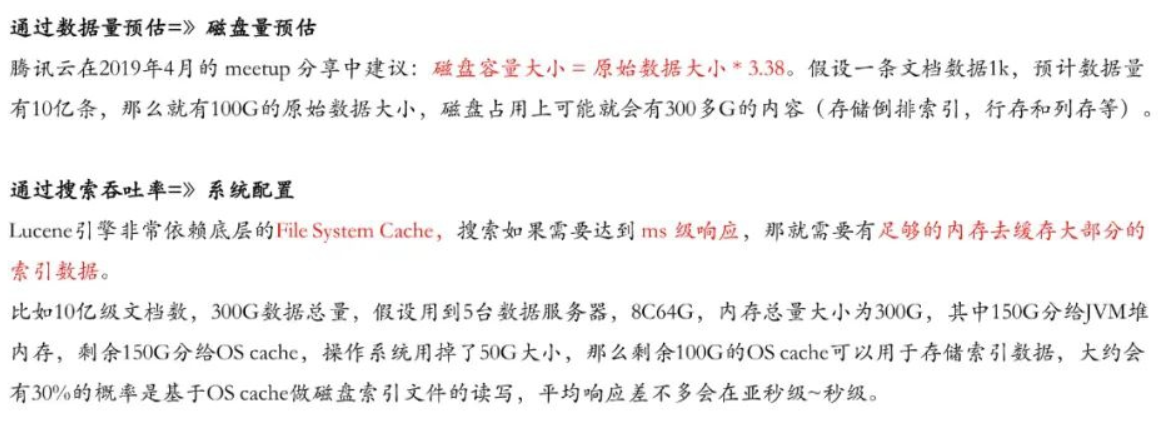 通过数据量预估=》磁盘量预估
腾讯云在2019年4月的 meetup 分享中建议：磁盘容量大小 = 原始数据大小 * 3.38。假设一条文档数据1k，预计数据量
有10亿条，那么就有100G的原始数据大小，磁盘占用上可能就会有300多G的内容（存储倒排索引，行存和列存等）。
通过搜索吞吐率=》系统配置
Lucene引擎非常依赖底层的File System Cache，搜索如果需要达到 ms 级响应，那就需要有足够的内存去缓存大部分的
索引数据。
比如10亿级文档数，300G数据总量，假设用到5台数据服务器，8C64G，内存总量大小为300G，其中150G分给JVM堆
内存，剩余150G分给OS cache，操作系统用掉了50G大小，那么剩余100G的OS cache可以用于存储索引数据，大约会
有30%的概率是基于OS cache做磁盘索引文件的读写，平均响应差不多会在亚秒级~秒级。